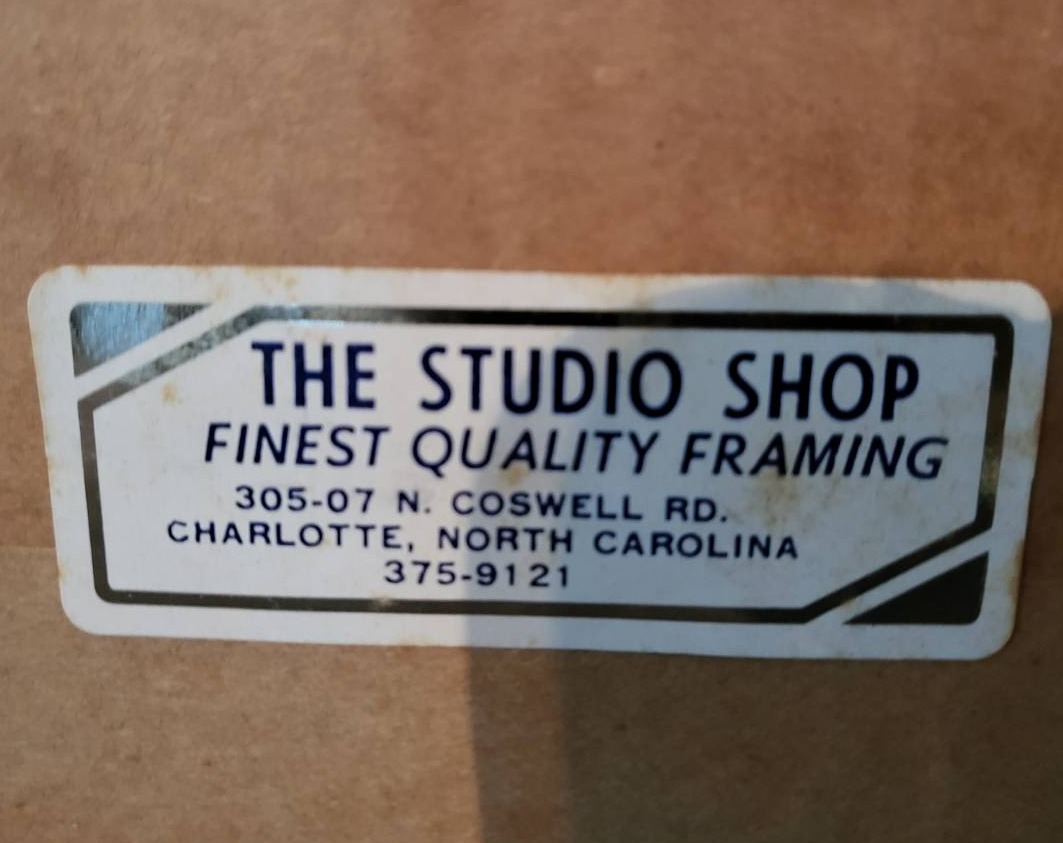 THE STUDIO SHOP
FINEST QUALITY FRAMING
305-07 N. COSWELL RD.
CHARLOTTE, NORTH CAROLINA
375-9121